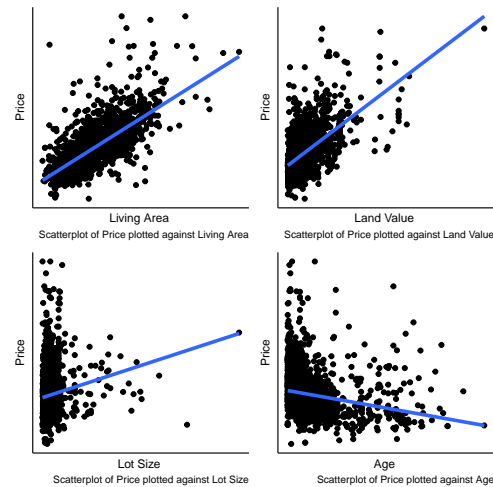 Price
Living Area
Scatterplot of Price plotted against Living Area
Price
Land Value
Scatterplot of Price plotted against Land Value
Price
Lot Size
Scatterplot of Price plotted against Lot Size
Price
Age
Scatterplot of Price plotted against Age